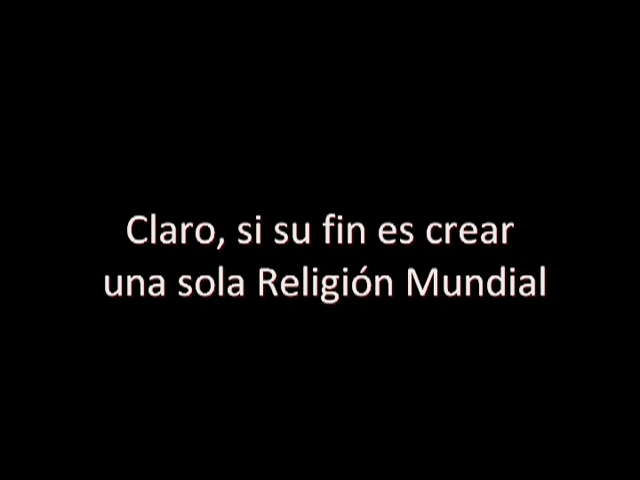 Claro, si su fin es crear
una sola Religión Mundial